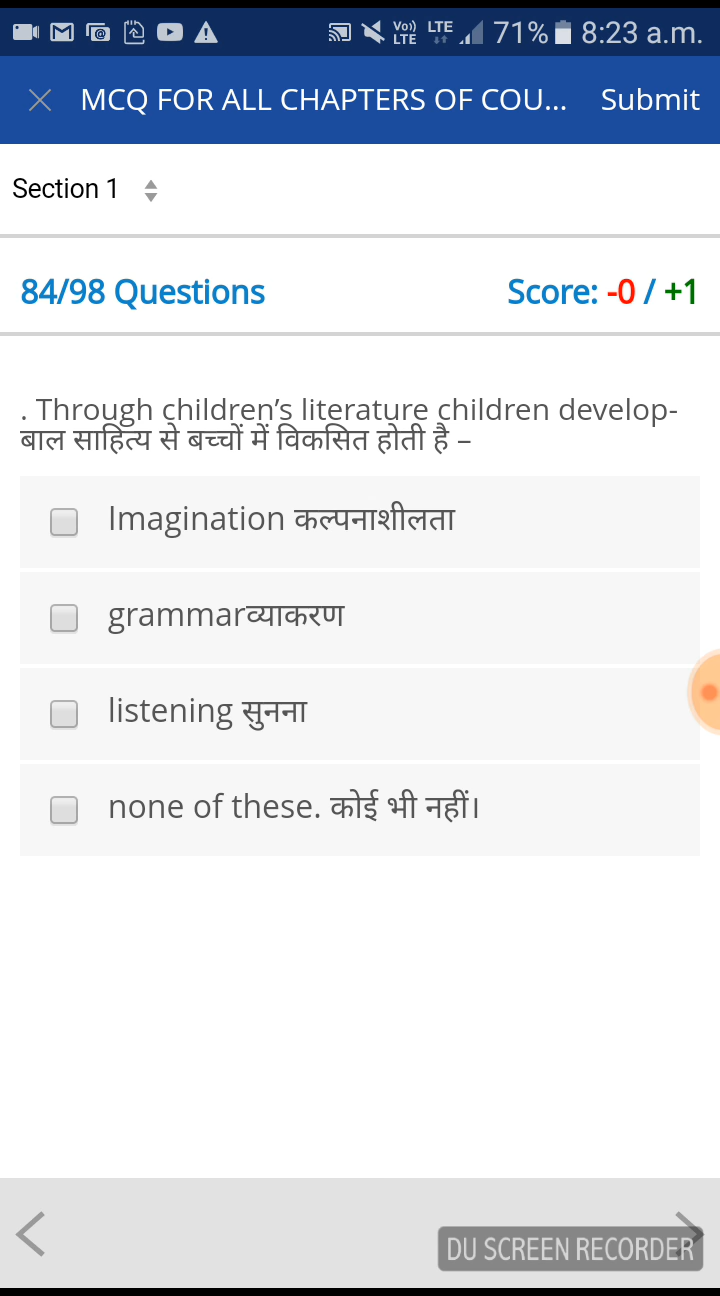 Vo)) LTE LTE 71% 8:23 a.m.
MCQ FOR ALL CHAPTERS OF COU... Submit
Section 1
84/98 Questions Score: -0 / +1
. Through children’s literature children develop-
बाल साहित्य से बच्चों में विकसित होती है –
Imagination कल्पनाशीलता
grammarव्याकरण
listening सुनना
none of these. कोई भी नहीं।
DU SCREEN RECORDER